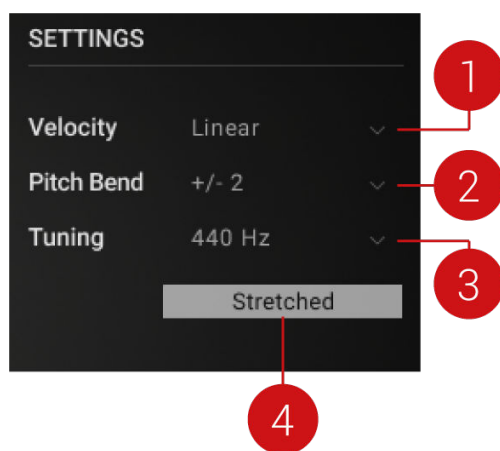 SETTINGS
1
Velocity Linear
Pitch Bend +/- 2
2
Tuning 440 Hz
3
Stretched
4